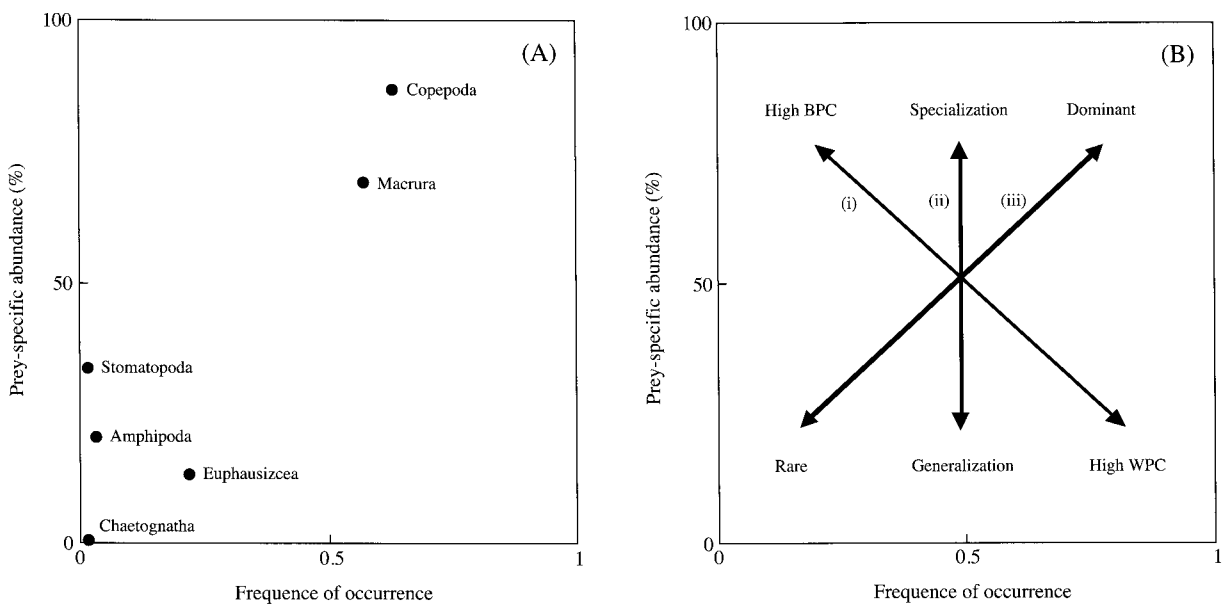 100
(A)
Copepoda
Macrura
50
Stomatopoda
Amphipoda
Euphausizcea
Chaetognatha
0
0
0.5
1
Prey-specific abundance (%)
Frequence of occurrence
100
(B)
High BPC
Specialization
Dominant
(i)
(ii)
(iii)
50
Rare
Generalization
High WPC
0
0
0.5
1
Prey-specific abundance (%)
Frequence of occurrence